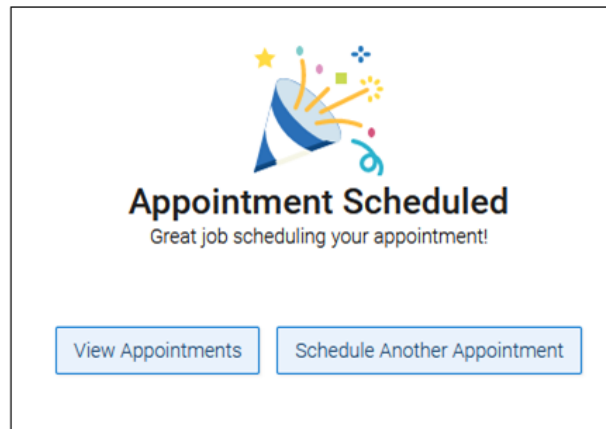 Appointment Scheduled
Great job scheduling your appointment!
View Appointments
Schedule Another Appointment